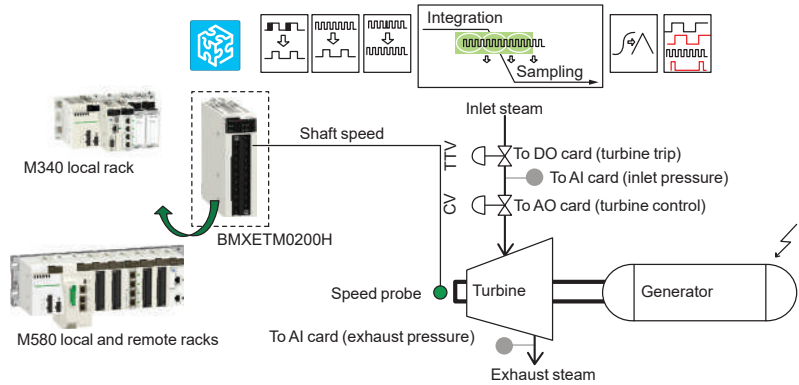 Integration
Sampling
Inlet steam
M340 local rack
Shaft speed
TTV
To DO card (turbine trip)
To AI card (inlet pressure)
CV
To AO card (turbine control)
BMXETM0200H
Speed probe
Turbine
Generator
M580 local and remote racks
To AI card (exhaust pressure)
Exhaust steam